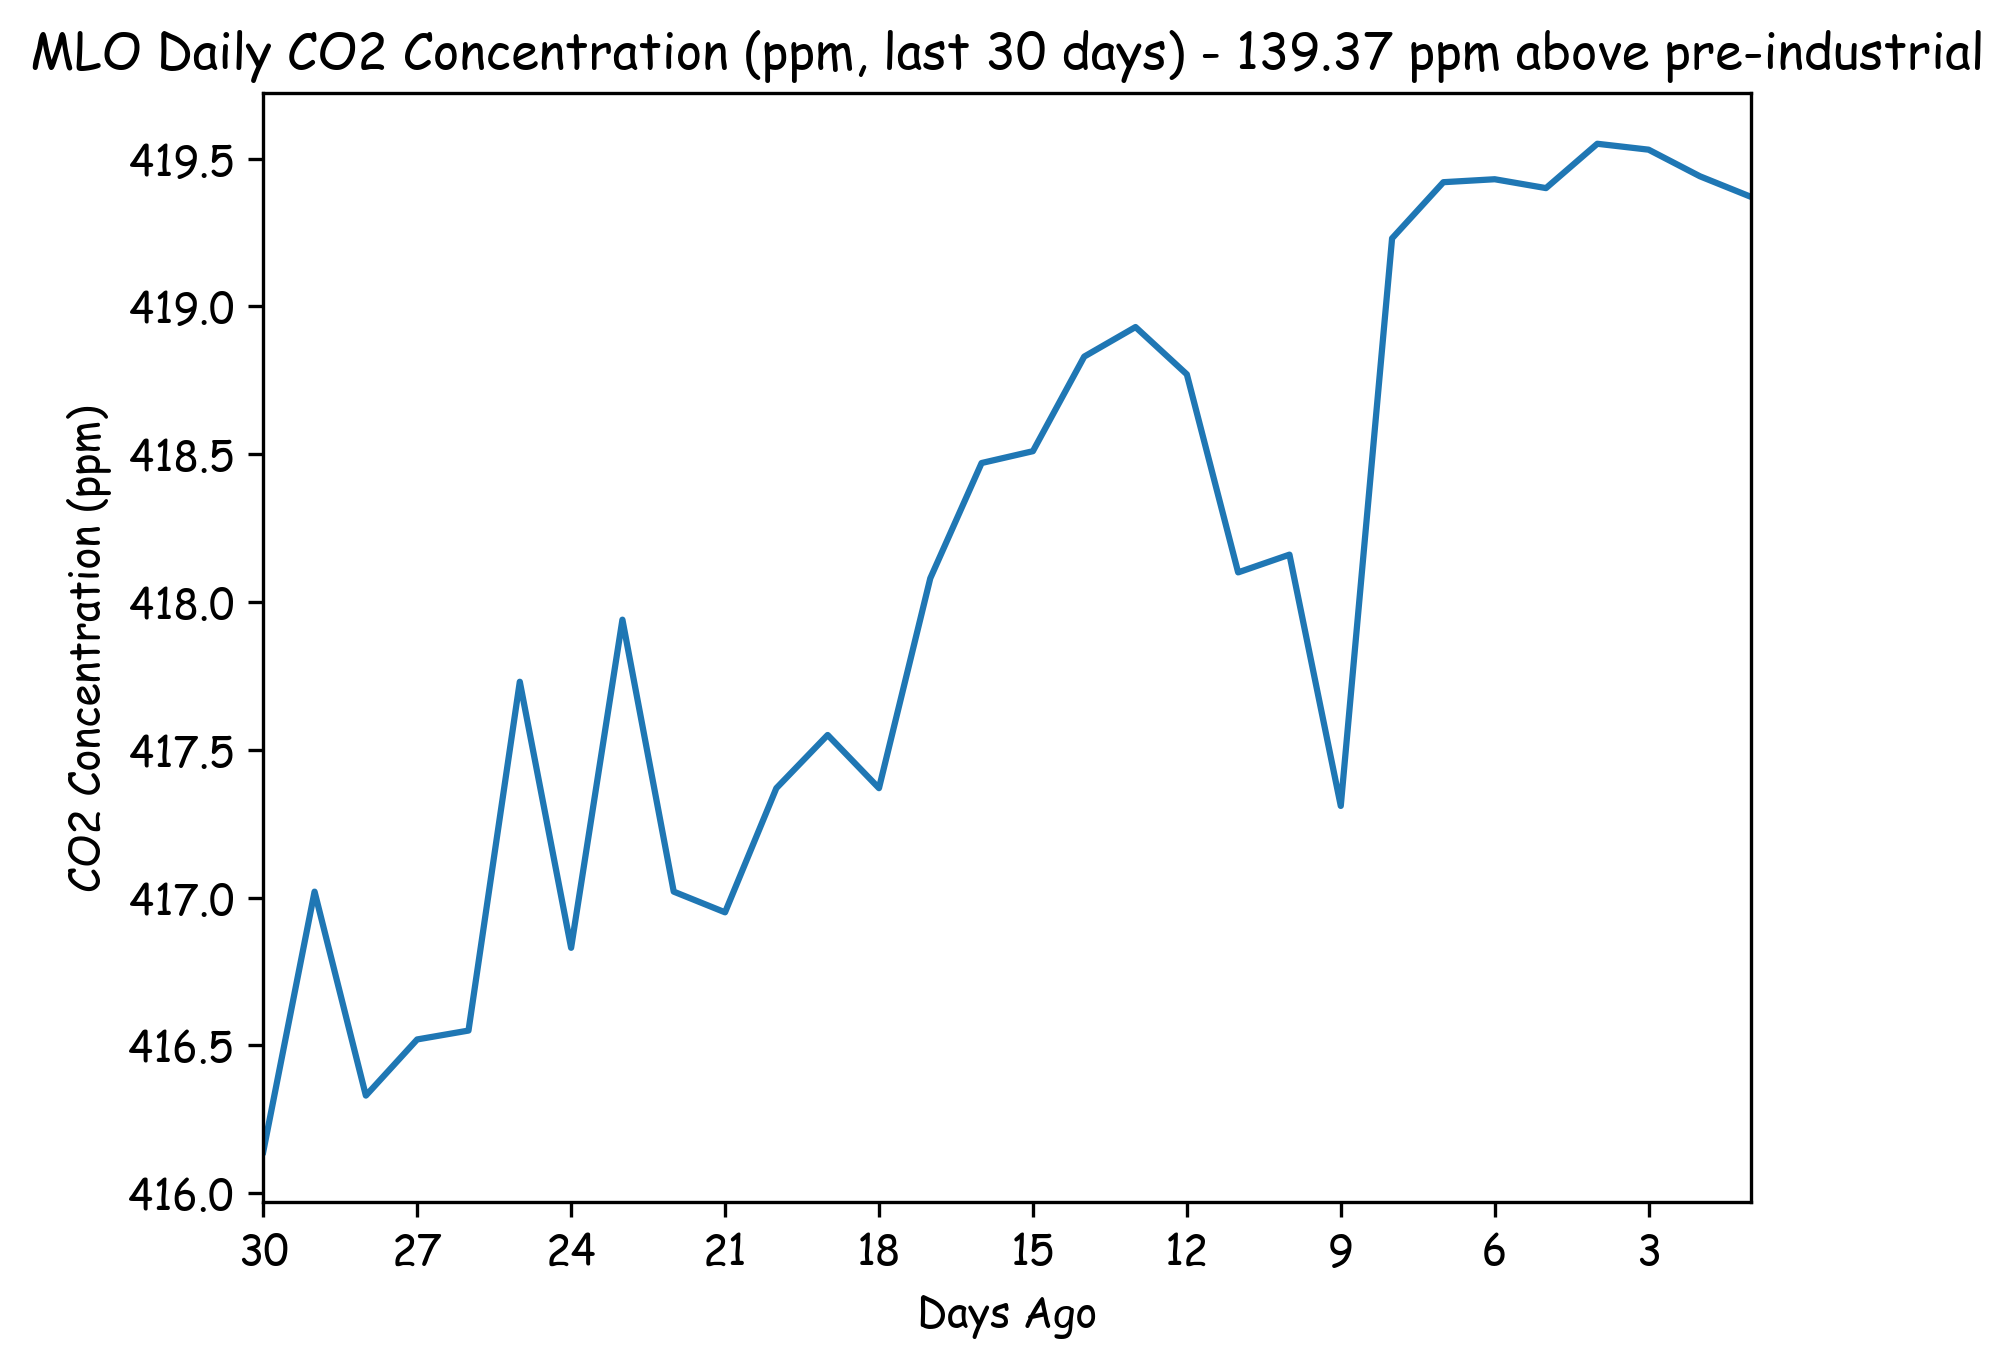 MLO Daily CO2 Concentration (ppm, last 30 days) - 139.37 ppm above pre-industrial
CO2 Concentration (ppm)
419.5
419.0
418.5
418.0
417.5
417.0
416.5
416.0
30 27 24 21 18 15 12 9 6 3
Days Ago